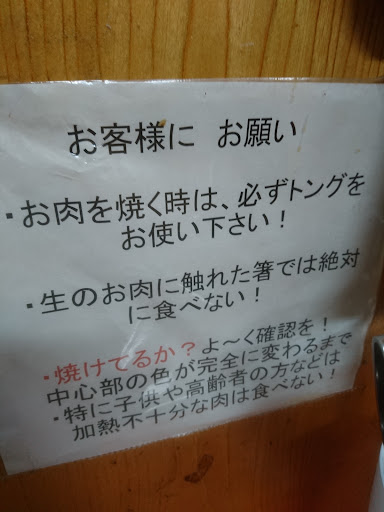 お客様に お願い
・お肉を焼く時は、必ずトングを
お使い下さい！
・生のお肉に触れた箸では絶対
に食べない！
・焼けてるか？よ～く確認を！
中心部の色が完全に変わるまで
・特に子供や高齢者の方などは
加熱不十分な肉は食べない！